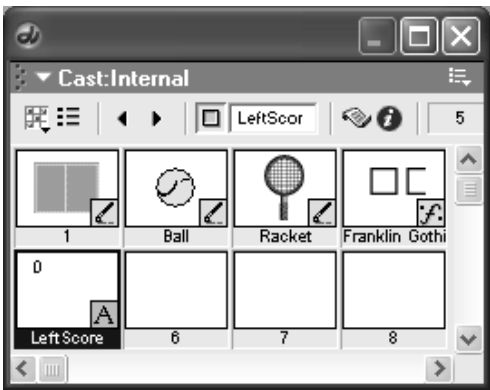 Cast:Internal
LeftScor 5
1 Ball Racket Franklin Gothi
0
A
LeftScore 6 7 8